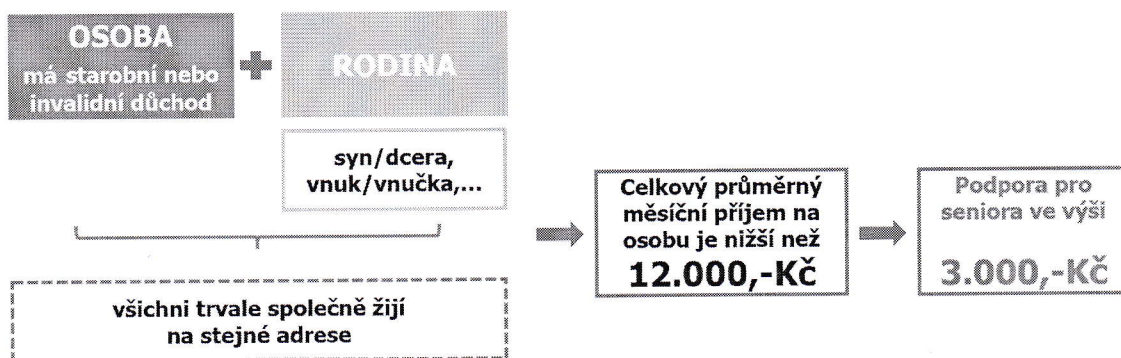 OSOBA
má starobní nebo
invalidní důchod
RODINA
syn/dcera,
vnuk/vnučka,...
všichni trvale společně žijí
na stejné adrese
Celkový průměrný
měsíční příjem na
osobu je nižší než
12.000,-Kč
Podpora pro
seniora ve výši
3.000,-Kč